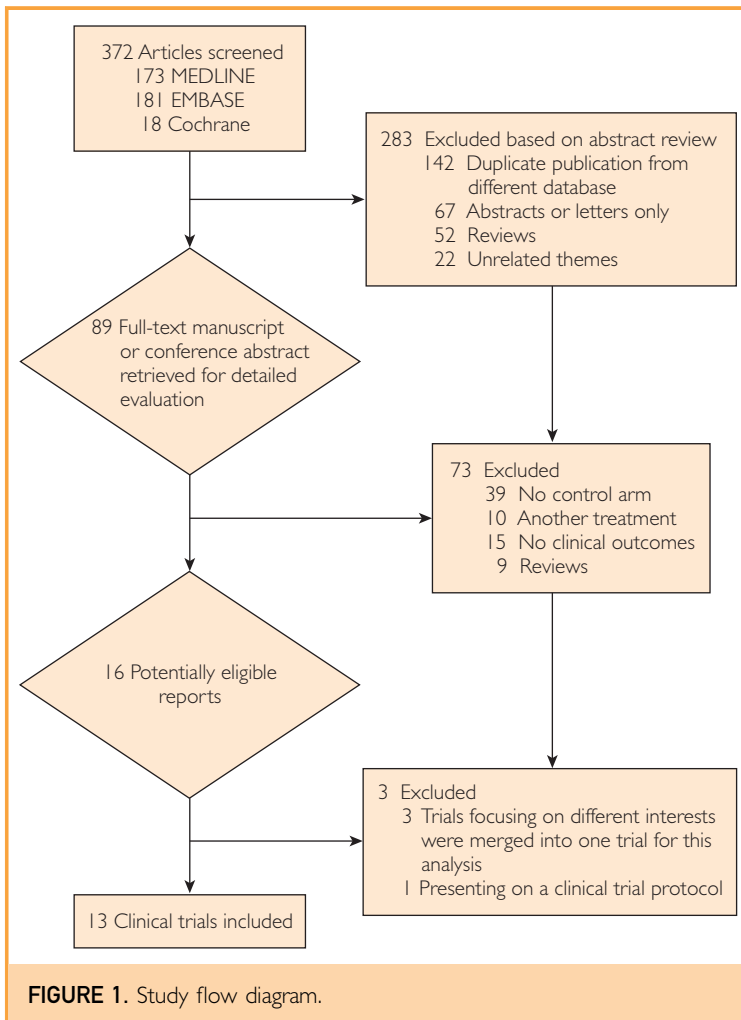 372 Articles screened
173 MEDLINE
181 EMBASE
18 Cochrane
283 Excluded based on abstract review
142 Duplicate publication from
different database
67 Abstracts or letters only
52 Reviews
22 Unrelated themes
89 Full-text manuscript
or conference abstract
retrieved for detailed
evaluation
73 Excluded
39 No control arm
10 Another treatment
15 No clinical outcomes
9 Reviews
16 Potentially eligible
reports
3 Excluded
3 Trials focusing on different interests
were merged into one trial for this
analysis
1 Presenting on a clinical trial protocol
13 Clinical trials included
FIGURE 1. Study flow diagram.